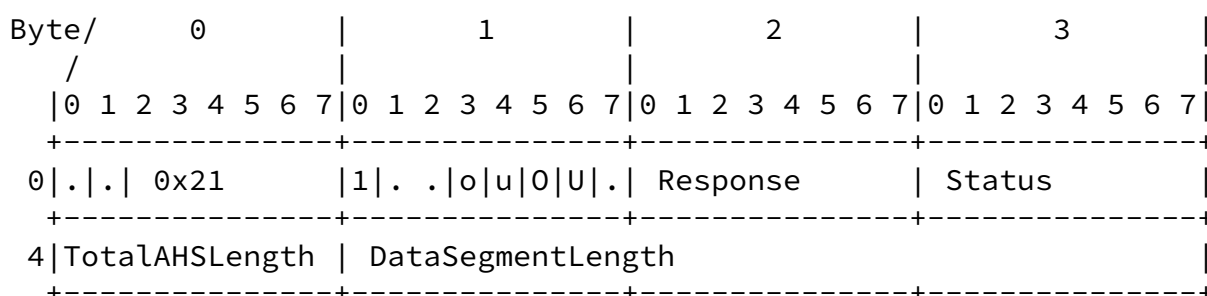 Byte/     0       |       1       |       2       |       3       |
   /              |               |               |               |
  |0 1 2 3 4 5 6 7|0 1 2 3 4 5 6 7|0 1 2 3 4 5 6 7|0 1 2 3 4 5 6 7|
  +---------------+---------------+---------------+---------------+
 0|.|.| 0x21      |1|. .|o|u|O|U|.| Response      | Status        |
  +---------------+---------------+---------------+---------------+
 4|TotalAHSLength | DataSegmentLength                             |
  +---------------+---------------+---------------+---------------+